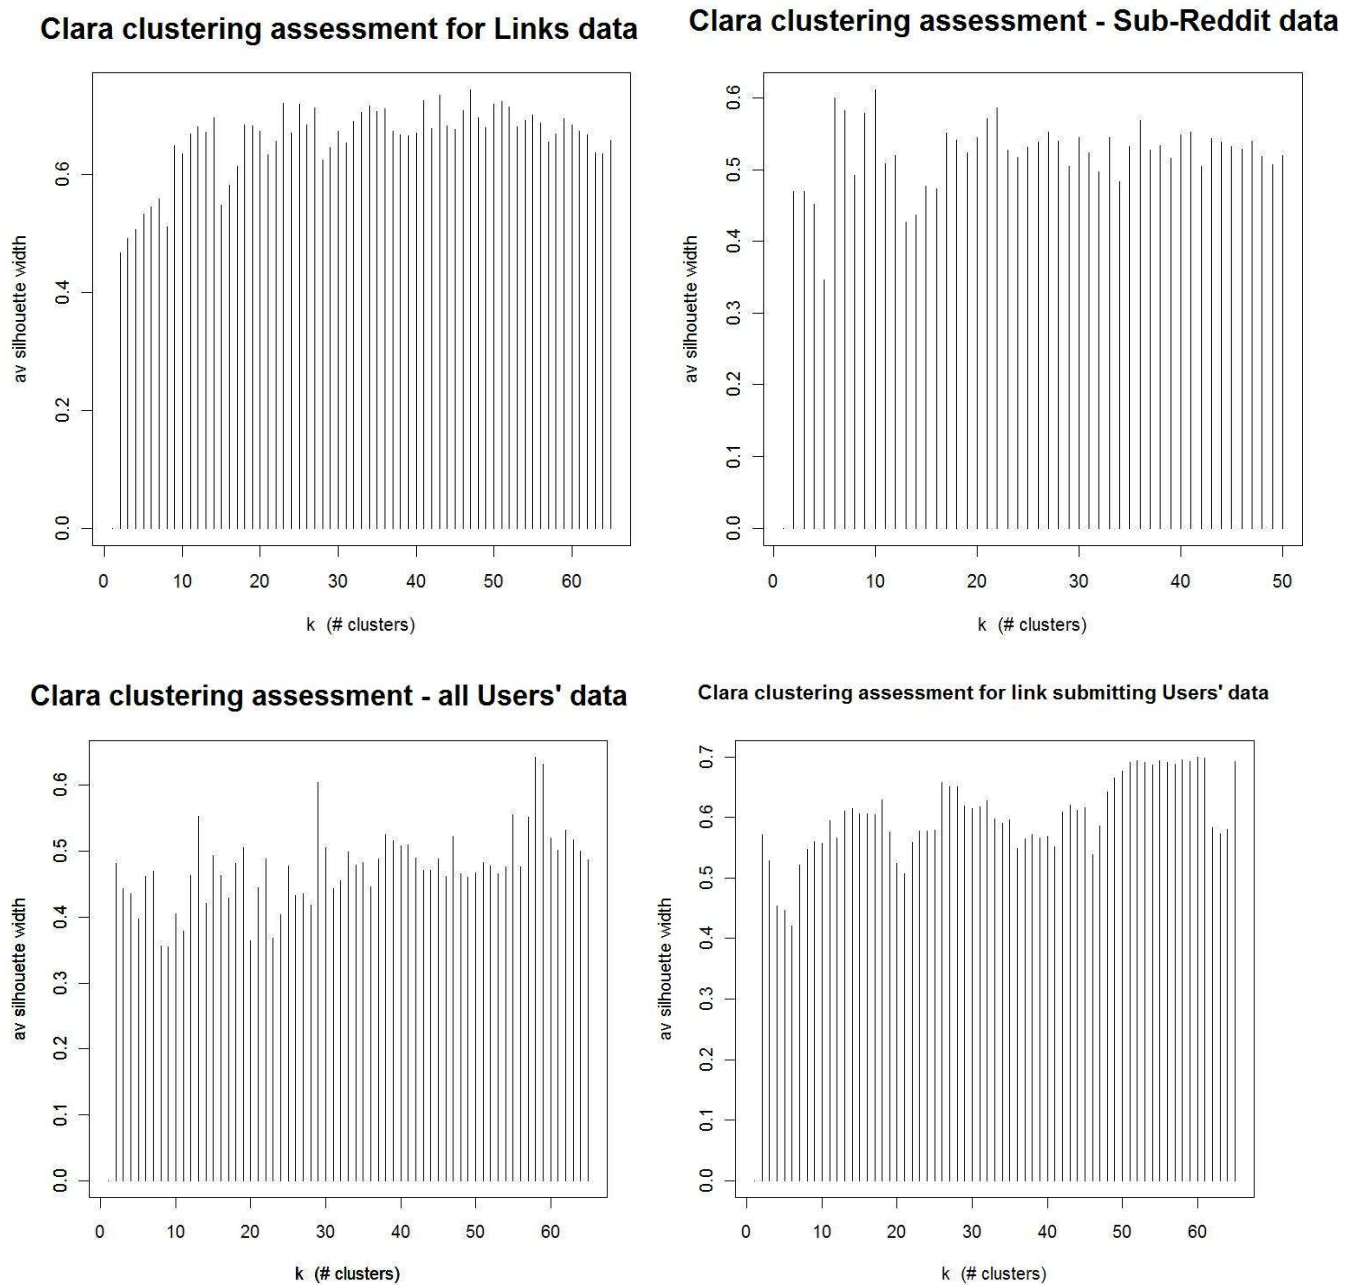 Clara clustering assessment for Links data
av silhouette width
0.6
0.4
0.2
0.0
0 10 20 30 40 50 60
k (# clusters)
Clara clustering assessment - Sub-Reddit data
av silhouette width
0.6
0.5
0.4
0.3
0.2
0.1
0.0
0 10 20 30 40 50
k (# clusters)
Clara clustering assessment - all Users' data
av silhouette width
0.6
0.5
0.4
0.3
0.2
0.1
0.0
0 10 20 30 40 50 60
k (# clusters)
Clara clustering assessment for link submitting Users' data
av silhouette width
0.7
0.6
0.5
0.4
0.3
0.2
0.1
0.0
0 10 20 30 40 50 60
k (# clusters)